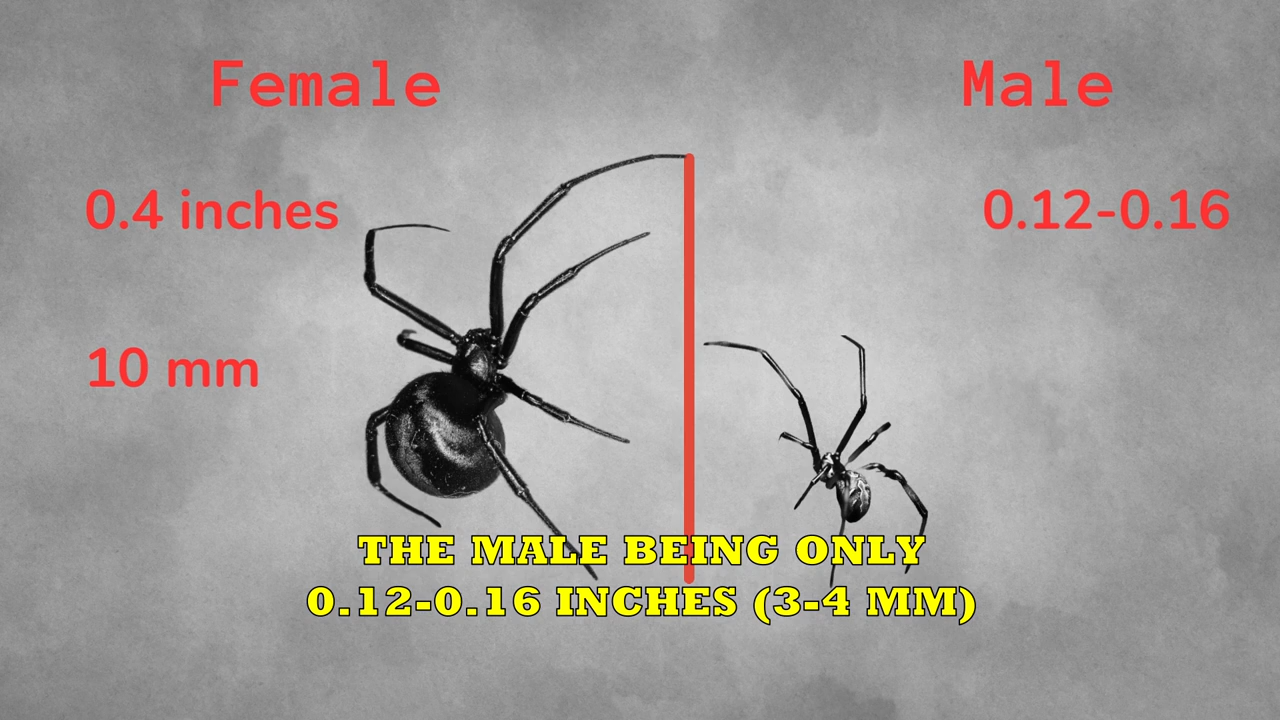 Female
Male
0.4 inches
0.12-0.16
10 mm
THE MALE BEING ONLY
0.12-0.16 INCHES (3-4 MM)